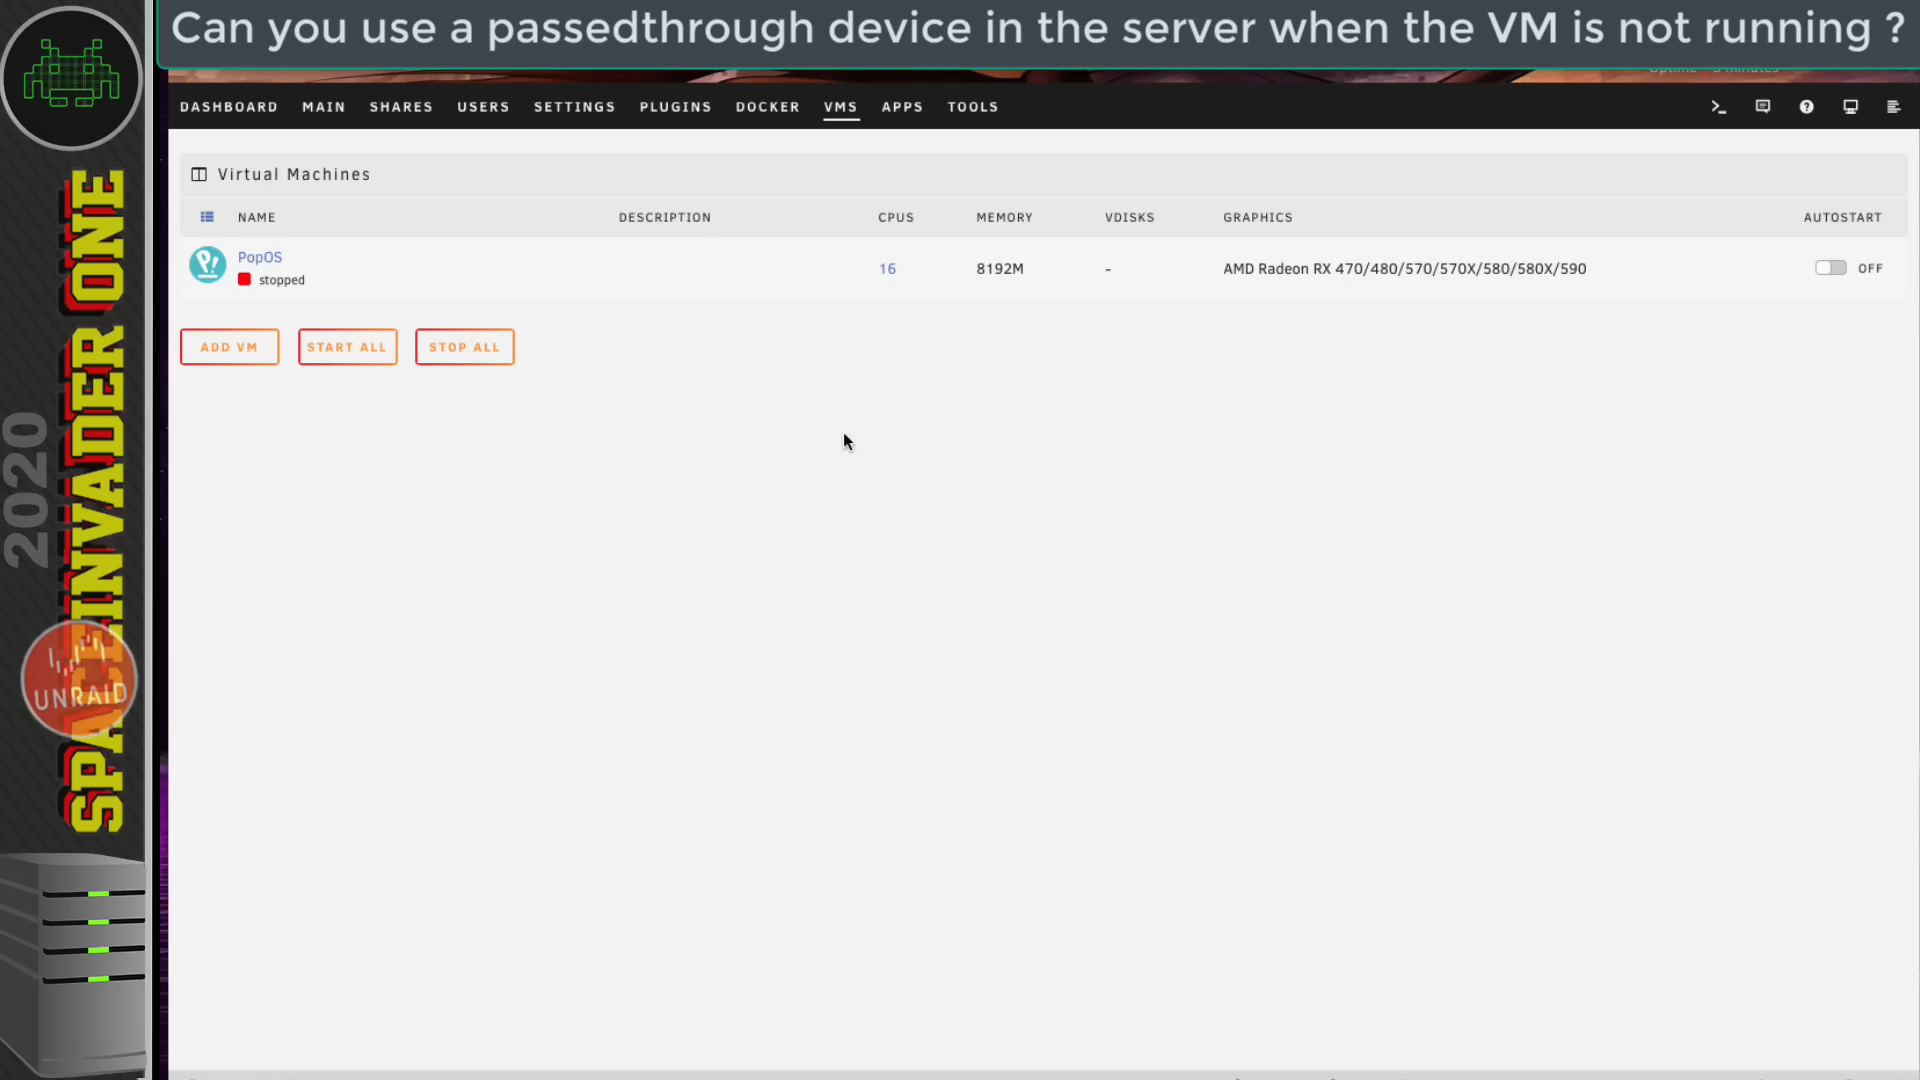 Can you use a passedthrough device in the server when the VM is not running ?
DASHBOARD MAIN SHARES USERS SETTINGS PLUGINS DOCKER VMS APPS TOOLS
Virtual Machines
NAME DESCRIPTION CPUS MEMORY VDISKS GRAPHICS AUTOSTART
PopOS
stopped
16 8192M - AMD Radeon RX 470/480/570/570X/580/580X/590 OFF
ADD VM START ALL STOP ALL
2020
SPACEINVADER ONE
UNRAID